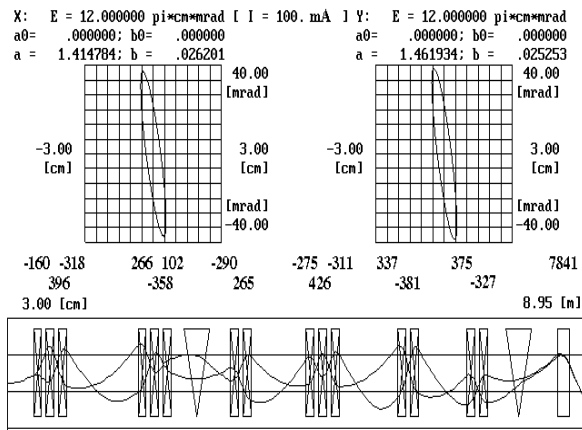 X: E = 12.000000 pi*cm*mrad [ I = 100. mA ] Y: E = 12.000000 pi*cm*mrad
a0= .000000; b0= .000000 a0= .000000; b0= .000000
a = 1.414784; b = .026201 a = 1.461934; b = .025253
40.00 40.00
[mrad] [mrad]
-3.00 3.00 -3.00 3.00
[cm] [cm] [cm] [cm]
[mrad] [mrad]
-40.00 -40.00
-160 -318 266 102 -290 -275 -311 337 375 7841
396 -358 265 426 -381 -327
3.00 [cm] 8.95 [m]